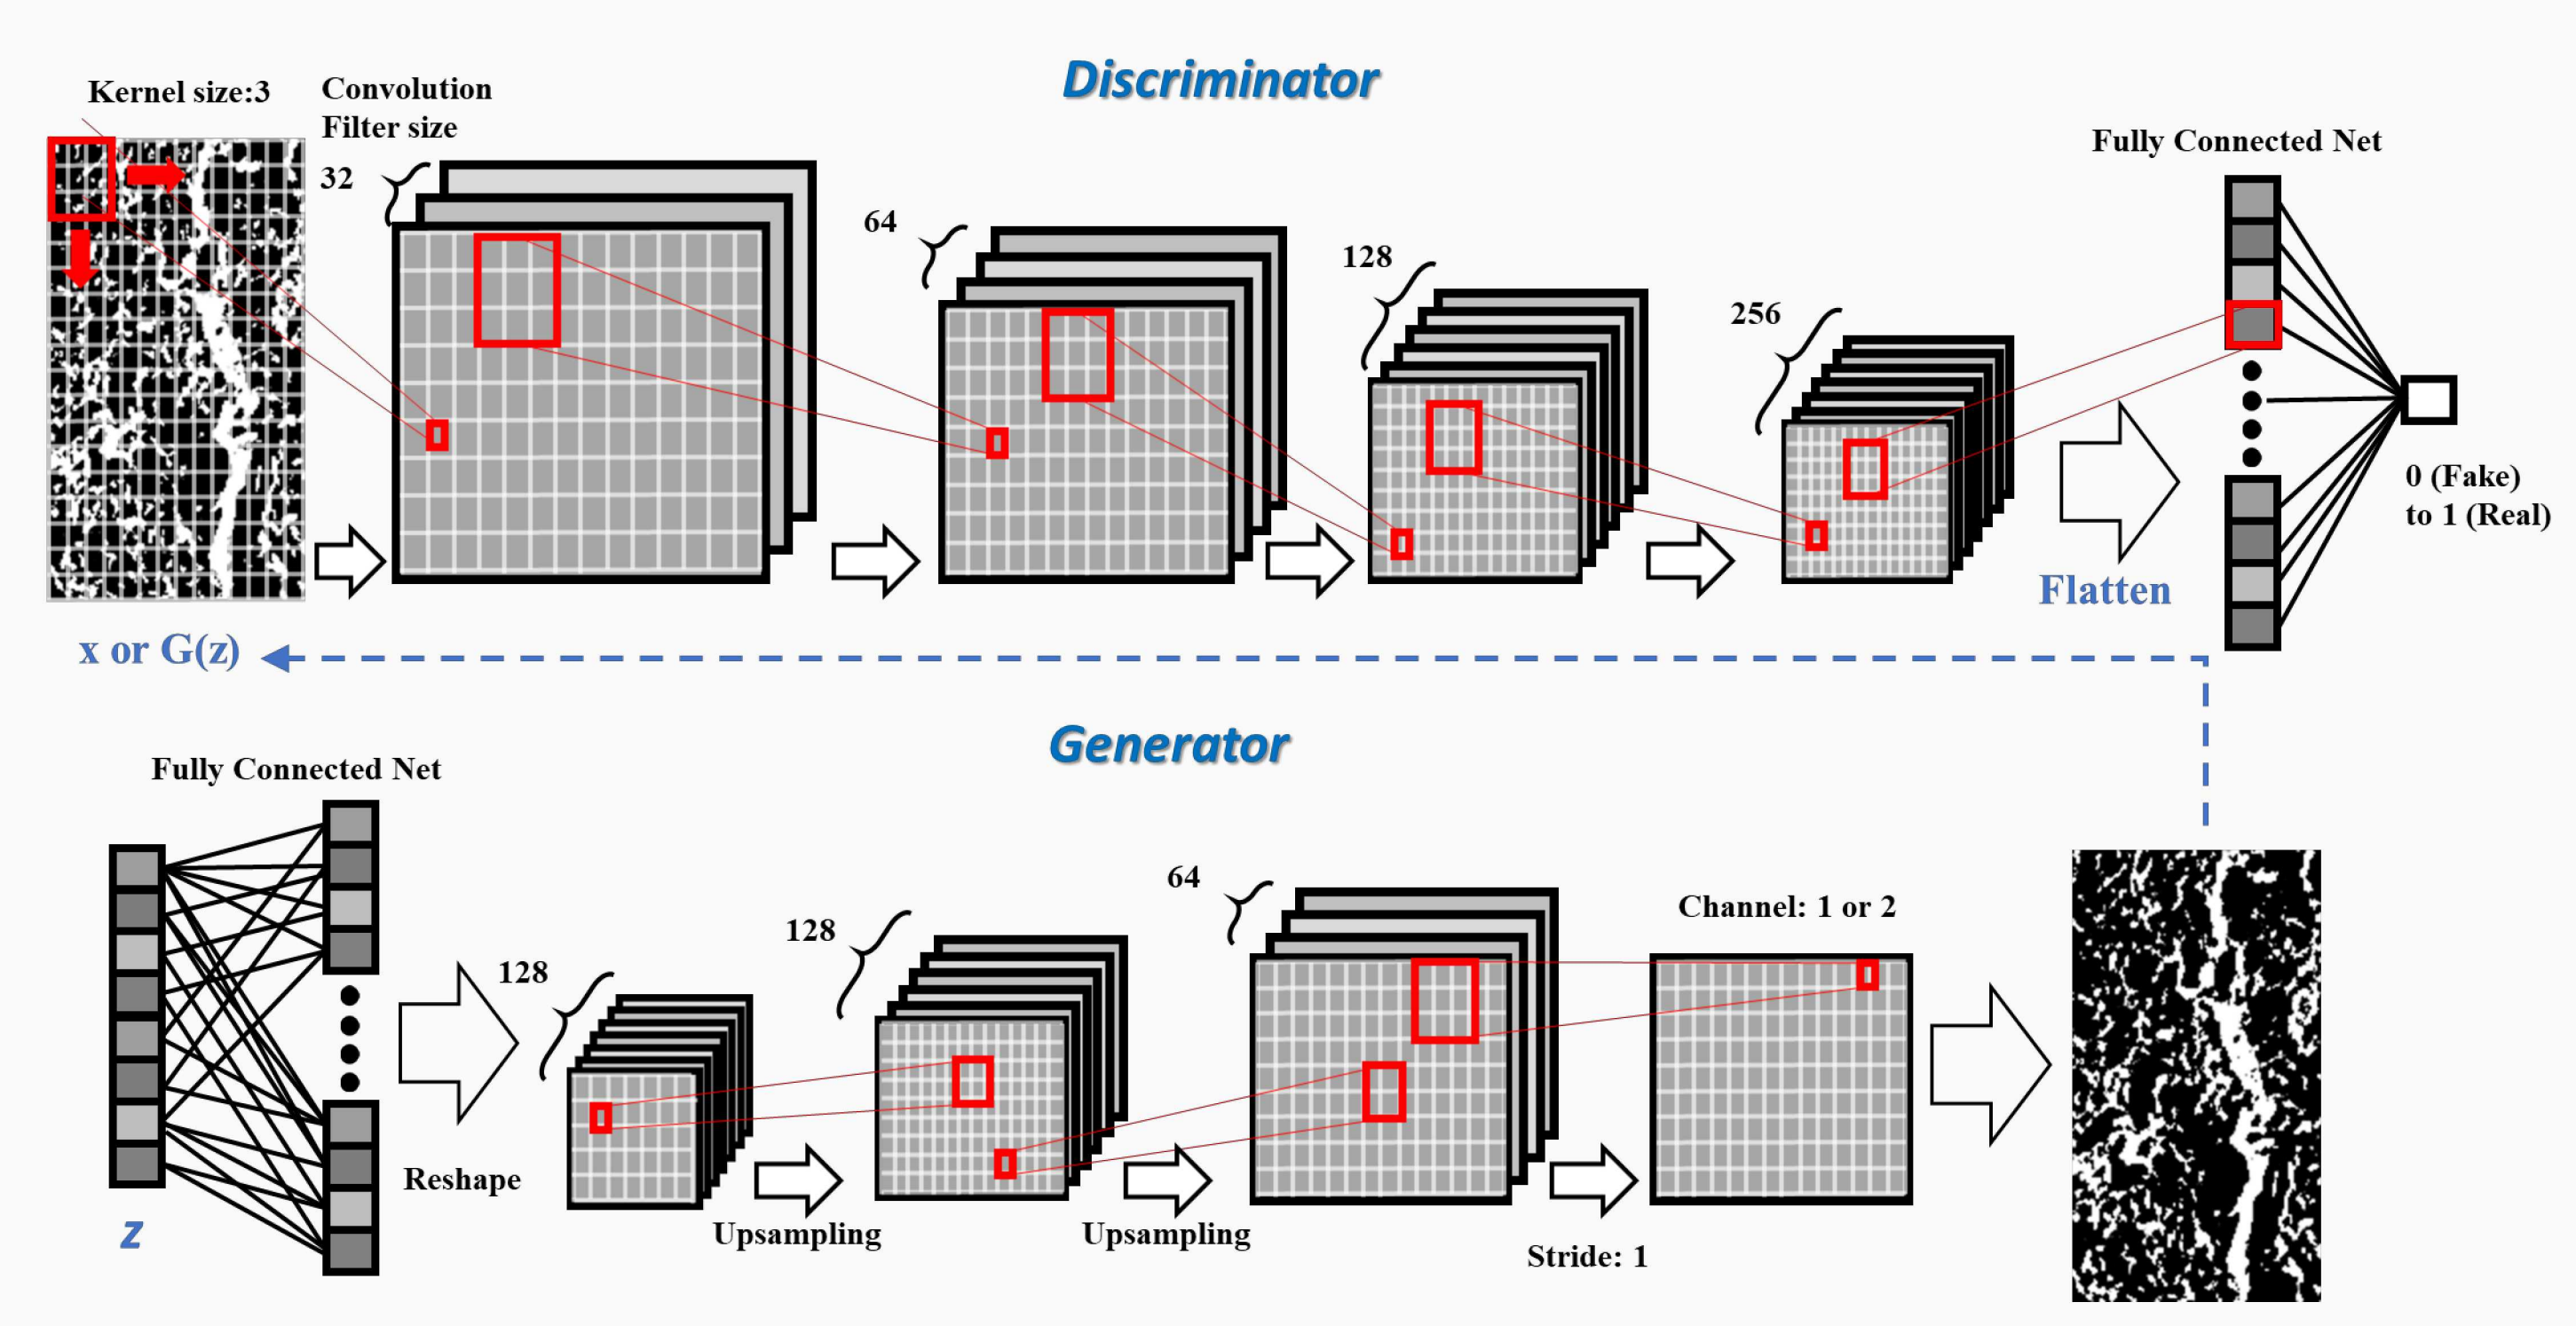 Discriminator
Kernel size:3
Convolution
Filter size
32
64
128
256
Fully Connected Net
0 (Fake)
to 1 (Real)
Flatten
x or G(z)
Generator
Fully Connected Net
z
Reshape
128
Upsampling
128
Upsampling
64
Stride: 1
Channel: 1 or 2